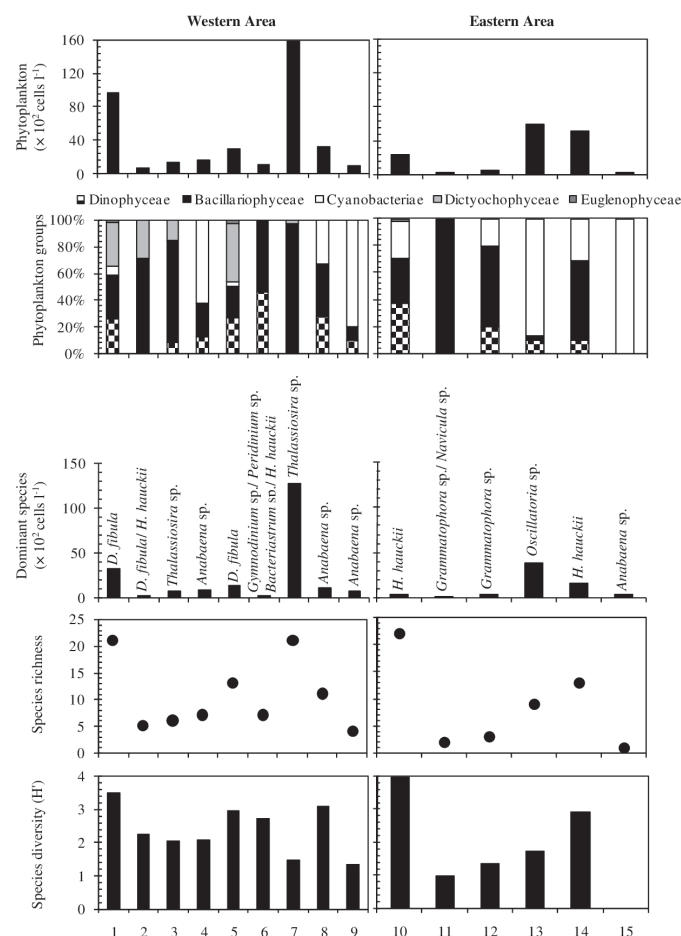 Western Area Eastern Area
Phytoplankton
(× 10² cells l⁻¹)
160
120
80
40
0
Dinophyceae Bacillariophyceae Cyanobacteriae Dictyochophyceae Euglenophyceae
Phytoplankton groups
100%
80%
60%
40%
20%
0%
Dominant species
(× 10² cells l⁻¹)
150
100
50
0
D. fibula
D. fibula/ H. hauckii
Thalassiosira sp.
Anabaena sp.
D. fibula
Gymnodinium sp./ Peridinium sp.
Bacteriastrum sp./ H. hauckii
Thalassiosira sp.
Anabaena sp.
Anabaena sp.
H. hauckii
Grammatophora sp./ Navicula sp.
Grammatophora sp.
Oscillatoria sp.
H. hauckii
Anabaena sp.
Species richness
25
20
15
10
5
0
Species diversity (H')
4
3
2
1
0
1 2 3 4 5 6 7 8 9 10 11 12 13 14 15